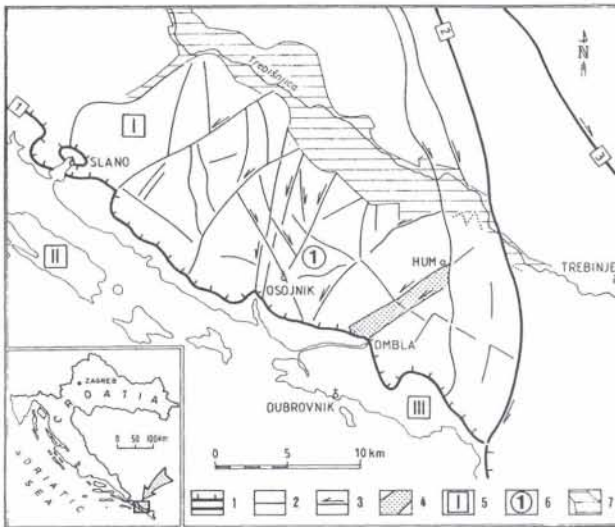 Trebišnjica
N
2
1
I
3
SLANO
II
1
HUM
TREBINJE
OSOJNIK
OMBLA
DUBROVNIK
III
ZAGREB
CROATIA
0 50 100km
ADRIATIC
SEA
0 5 10 km
1 2 3 4 I 5 1 6 7